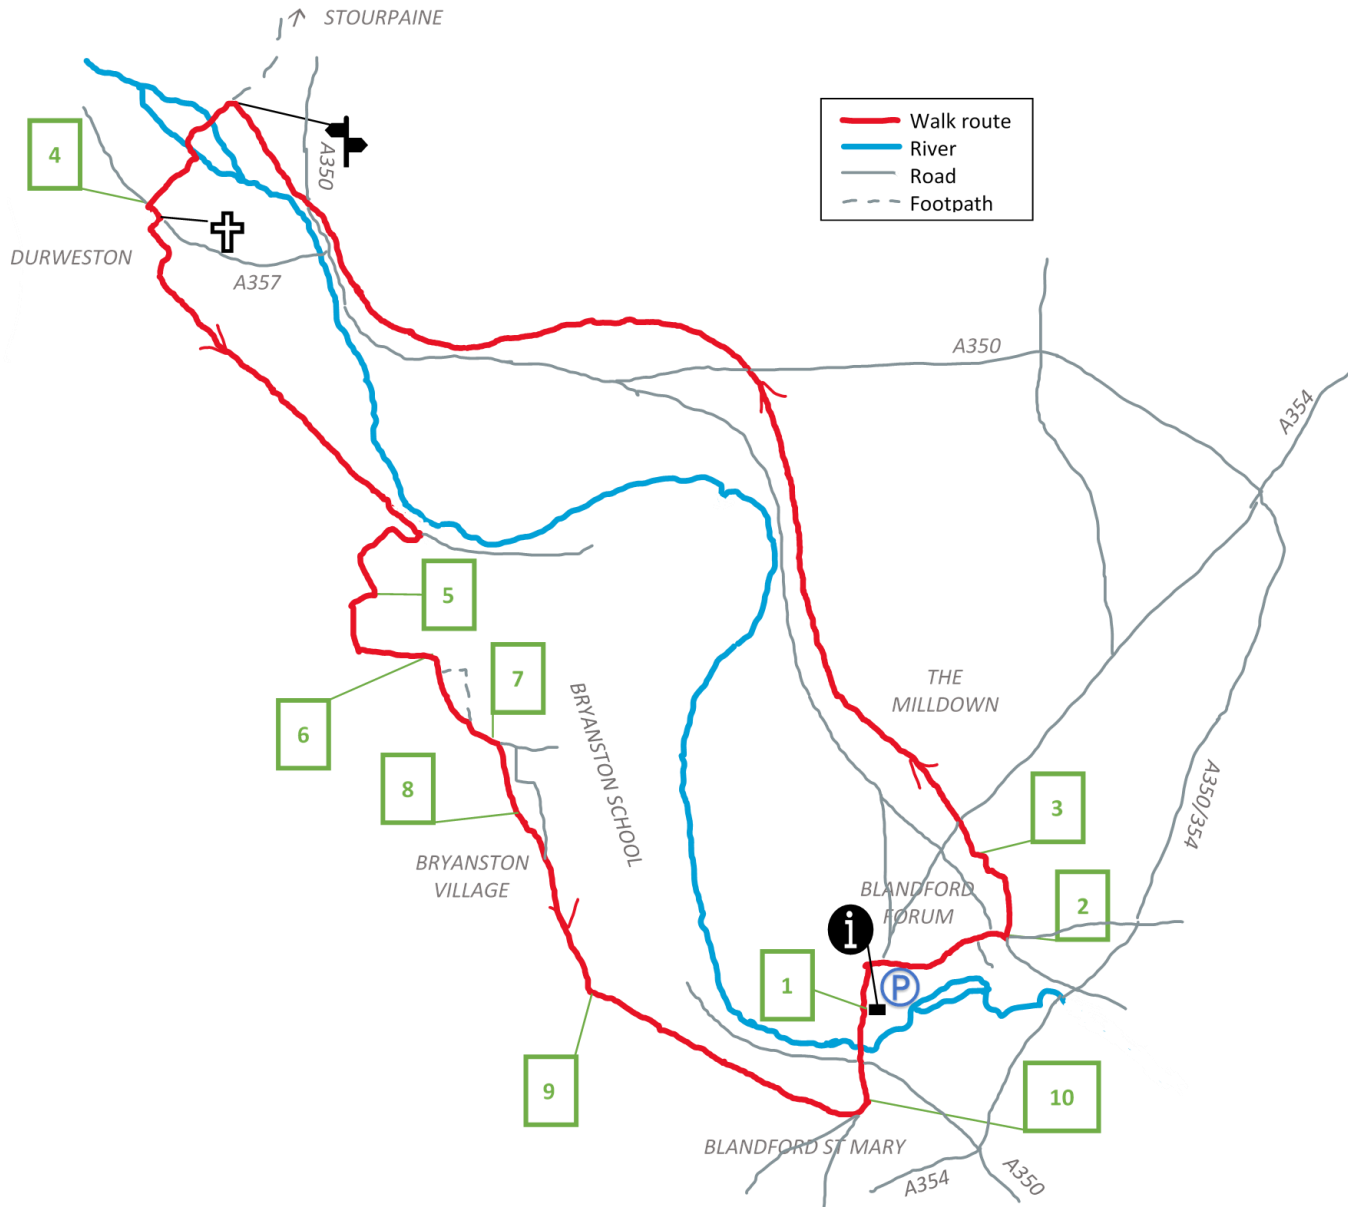 STOURPAINE
Walk route
River
Road
Footpath
4
A350
DURWESTON
A357
A350
A354
5
7
6
THE
MILLDOWN
BRYANSTON SCHOOL
8
3
A350/354
BRYANSTON
VILLAGE
BLANDFORD
FORUM
2
i
1
P
9
10
BLANDFORD ST MARY
A354
A350